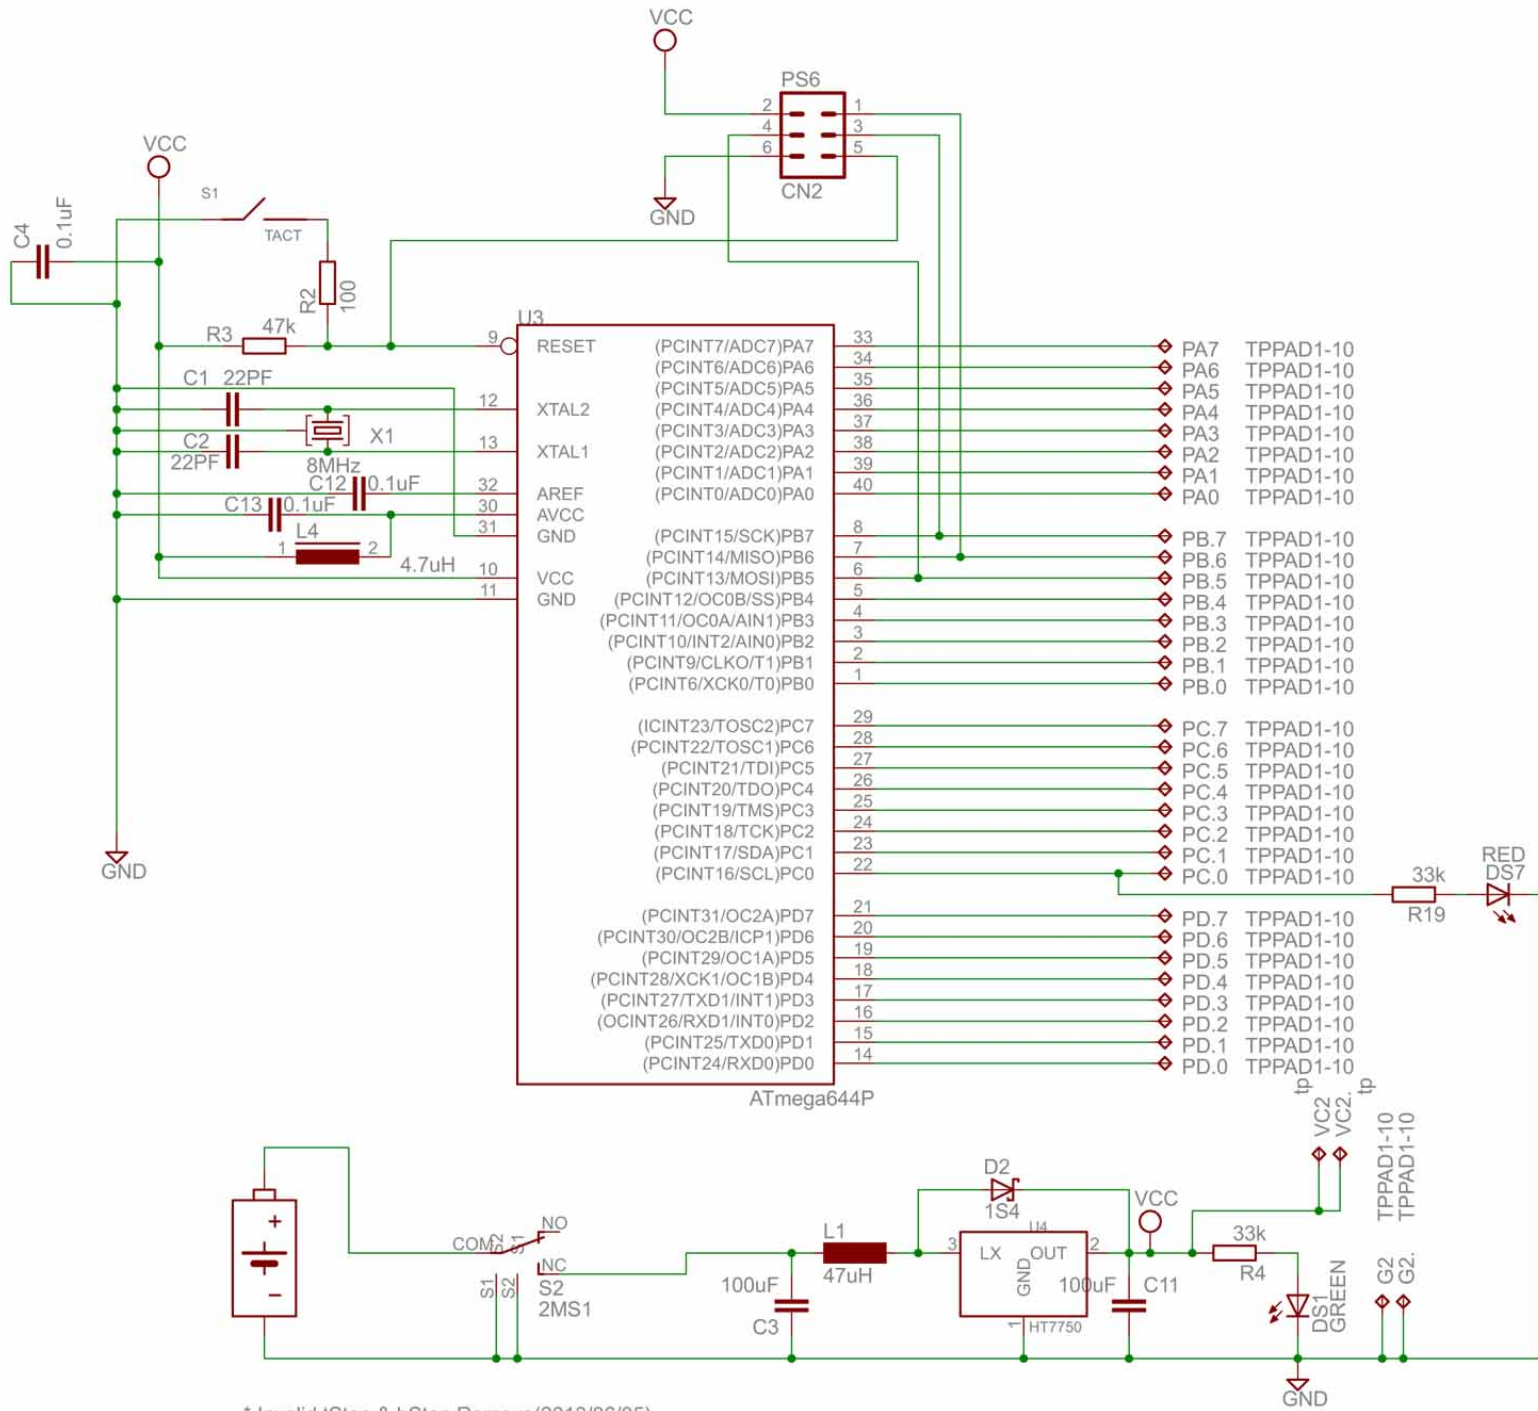 VCC
PS6
2 1
4 3
6 5
CN2
GND
VCC
S1
TACT
C4
0.1uF
R2
100
R3 47k
C1 22PF
C2
22PF
X1
8MHz
C12 0.1uF
C13 0.1uF
L4
1 2
4.7uH
GND
U3
9 RESET
12 XTAL2
13 XTAL1
32 AREF
30 AVCC
31 GND
10 VCC
11 GND
(PCINT7/ADC7)PA7 33 PA7 TPPAD1-10
(PCINT6/ADC6)PA6 34 PA6 TPPAD1-10
(PCINT5/ADC5)PA5 35 PA5 TPPAD1-10
(PCINT4/ADC4)PA4 36 PA4 TPPAD1-10
(PCINT3/ADC3)PA3 37 PA3 TPPAD1-10
(PCINT2/ADC2)PA2 38 PA2 TPPAD1-10
(PCINT1/ADC1)PA1 39 PA1 TPPAD1-10
(PCINT0/ADC0)PA0 40 PA0 TPPAD1-10
(PCINT15/SCK)PB7 8 PB.7 TPPAD1-10
(PCINT14/MISO)PB6 7 PB.6 TPPAD1-10
(PCINT13/MOSI)PB5 6 PB.5 TPPAD1-10
(PCINT12/OC0B/SS)PB4 5 PB.4 TPPAD1-10
(PCINT11/OC0A/AIN1)PB3 4 PB.3 TPPAD1-10
(PCINT10/INT2/AIN0)PB2 3 PB.2 TPPAD1-10
(PCINT9/CLKO/T1)PB1 2 PB.1 TPPAD1-10
(PCINT6/XCK0/T0)PB0 1 PB.0 TPPAD1-10
(ICINT23/TOSC2)PC7 29 PC.7 TPPAD1-10
(PCINT22/TOSC1)PC6 28 PC.6 TPPAD1-10
(PCINT21/TDI)PC5 27 PC.5 TPPAD1-10
(PCINT20/TDO)PC4 26 PC.4 TPPAD1-10
(PCINT19/TMS)PC3 25 PC.3 TPPAD1-10
(PCINT18/TCK)PC2 24 PC.2 TPPAD1-10
(PCINT17/SDA)PC1 23 PC.1 TPPAD1-10
(PCINT16/SCL)PC0 22 PC.0 TPPAD1-10
(PCINT31/OC2A)PD7 21 PD.7 TPPAD1-10
(PCINT30/OC2B/ICP1)PD6 20 PD.6 TPPAD1-10
(PCINT29/OC1A)PD5 19 PD.5 TPPAD1-10
(PCINT28/XCK1/OC1B)PD4 18 PD.4 TPPAD1-10
(PCINT27/TXD1/INT1)PD3 17 PD.3 TPPAD1-10
(OCINT26/RXD1/INT0)PD2 16 PD.2 TPPAD1-10
(PCINT25/TXD0)PD1 15 PD.1 TPPAD1-10
(PCINT24/RXD0)PD0 14 PD.0 TPPAD1-10
ATmega644P
33k
R19
RED
DS7
tp
tp
VC2
VC2.
TPPAD1-10
TPPAD1-10
G2
G2.
+
−
COM
S2
S1
NO
NC
S1
S2
S2
2MS1
100uF
C3
L1
47uH
D2
1S4
U4
3 LX OUT 2
GND
1
HT7750
VCC
100uF C11
33k
R4
DS1
GREEN
GND